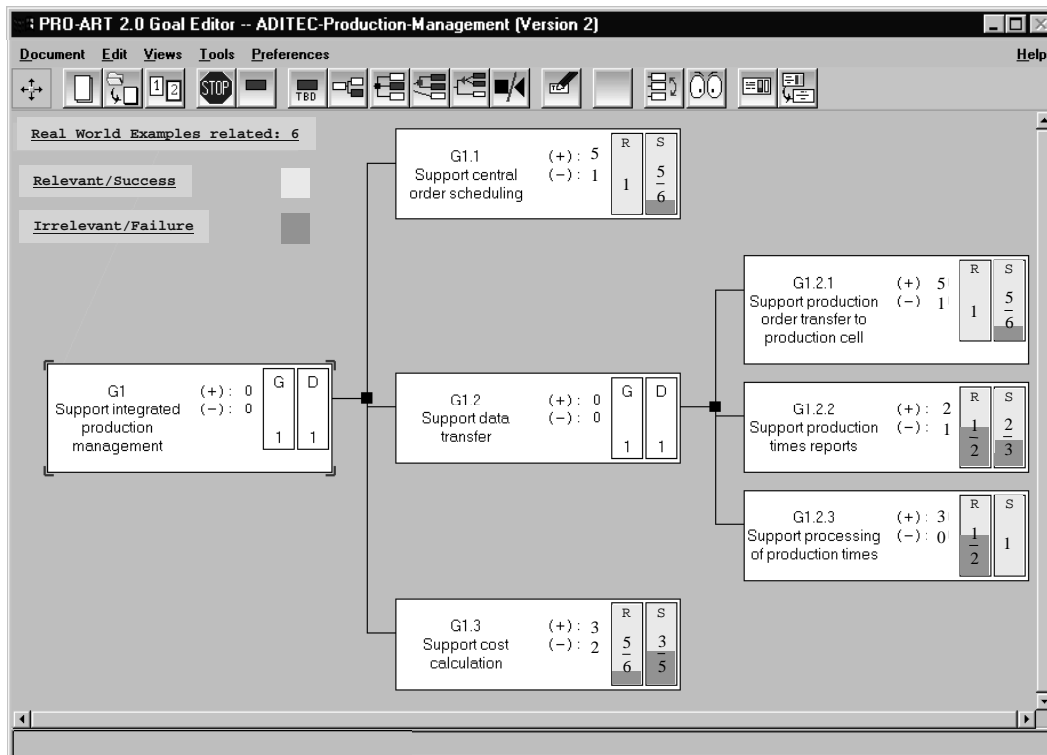 PRO-ART 2.0 Goal Editor -- ADITEC-Production-Management (Version 2)
Document Edit Views Tools Preferences Help
1 2 STOP TBD
Real World Examples related: 6
Relevant/Success
Irrelevant/Failure
G1.1
Support central
order scheduling
(+): 5
(-): 1
R
1
S
5
6
G1.2.1
Support production
order transfer to
production cell
(+) 5
(-) 1
R
1
S
5
6
G1
Support integrated
production
management
(+): 0
(-): 0
G
1
D
1
G1.2
Support data
transfer
(+): 0
(-): 0
G
1
D
1
G1.2.2
Support production
times reports
(+): 2
(-): 1
R
1
2
S
2
3
G1.2.3
Support processing
of production times
(+): 3
(-): 0
R
1
2
S
1
G1.3
Support cost
calculation
(+): 3
(-): 2
R
5
6
S
3
5